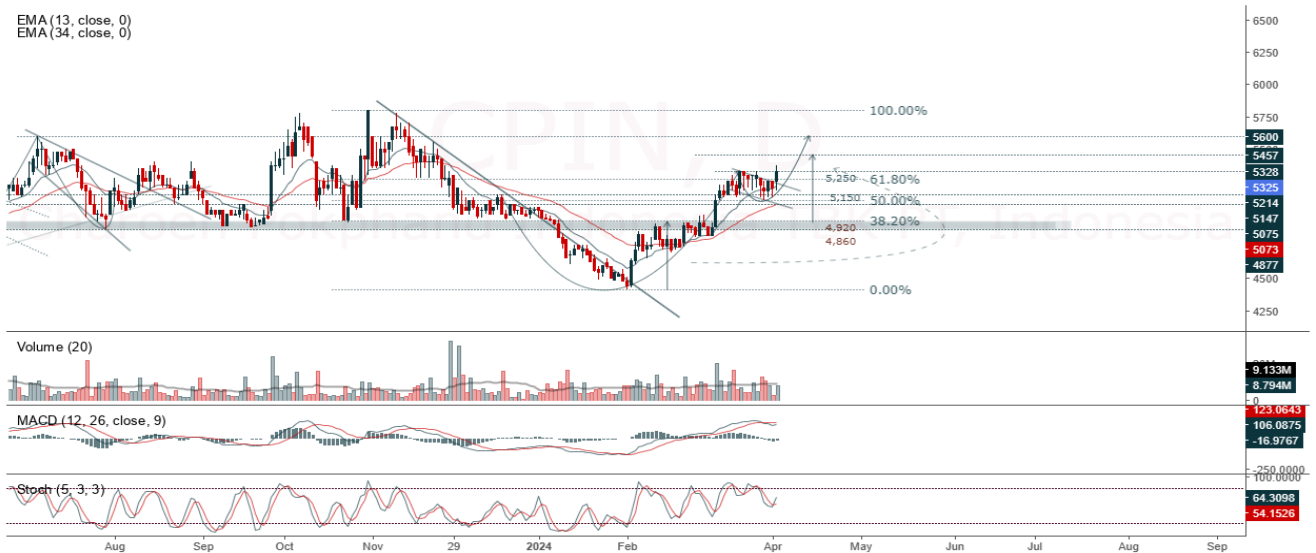 EMA (13, close, 0)
EMA (34, close, 0)
CPIN, D
6500
6250
6000
5750
100.00%
5600
5457
5328
5,250
61.80%
5325
5,150
50.00%
5214
5147
38.20%
4,920
5075
4,860
5073
4877
4500
0.00%
4250
Volume (20)
9.133M
8.794M
0
MACD (12, 26, close, 9)
123.0643
106.0875
-16.9767
-250.0000
Stoch (5, 3, 3)
100.0000
64.3098
54.1526
Aug
Sep
Oct
Nov
29
2024
Feb
Apr
May
Jun
Jul
Aug
Sep